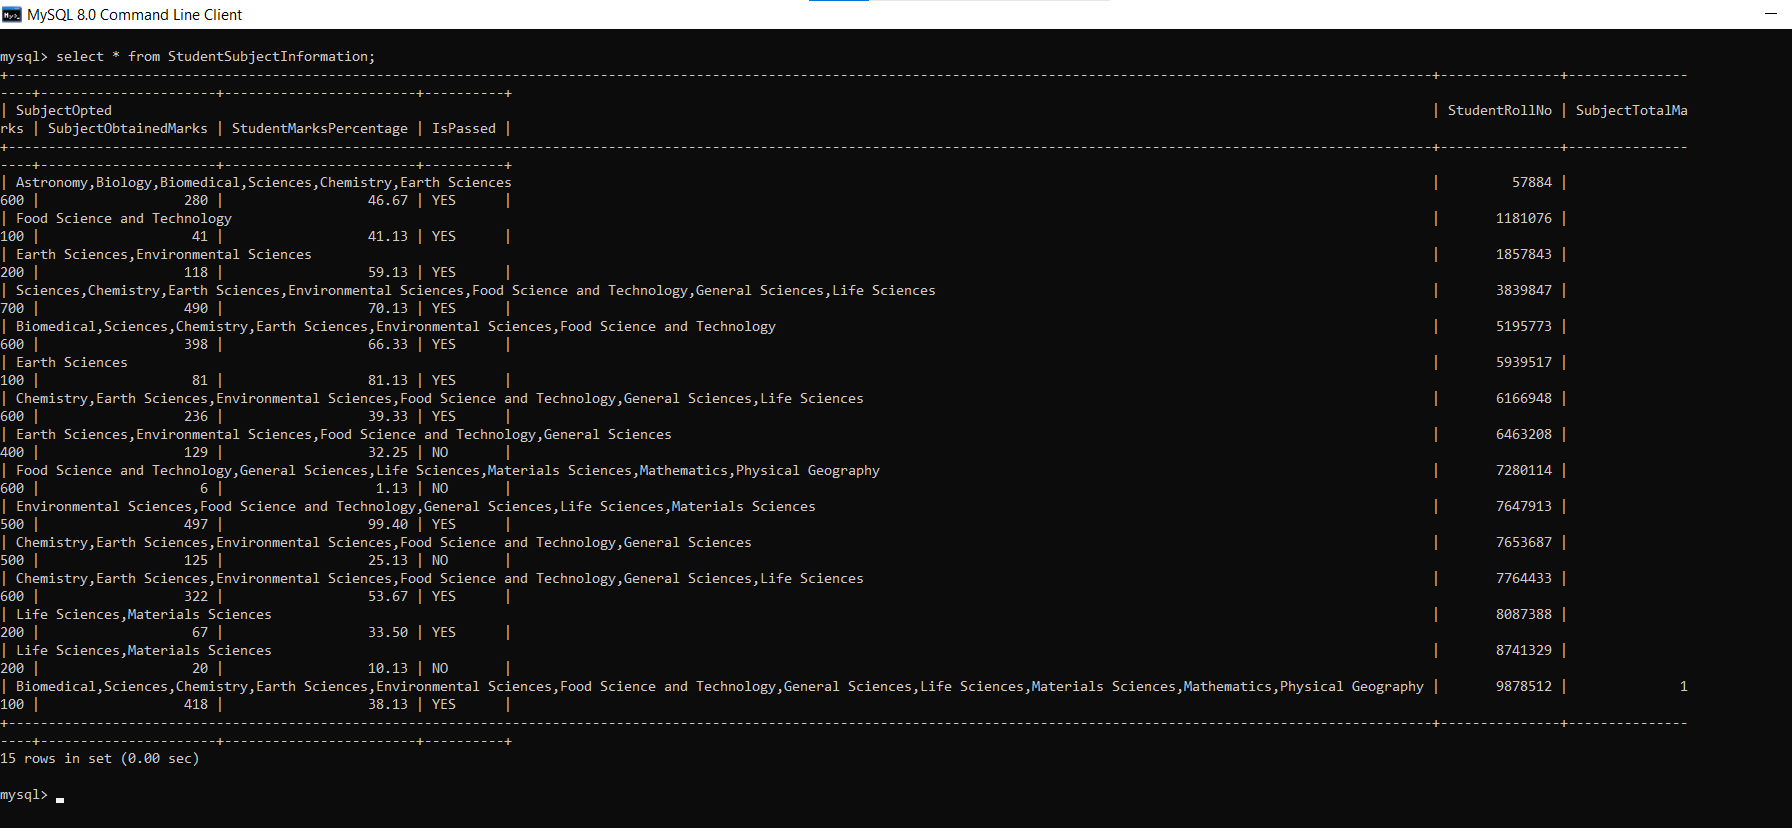 MySQL 8.0 Command Line Client
mysql> select * from StudentSubjectInformation;
+----------------------------------------------------------------------------------------------------------------------------------------------------------------------------------+---------------+---------------
----+----------------------+------------------------+----------+
| SubjectOpted | StudentRollNo | SubjectTotalMa
rks | SubjectObtainedMarks | StudentMarksPercentage | IsPassed |
+----------------------------------------------------------------------------------------------------------------------------------------------------------------------------------+---------------+---------------
----+----------------------+------------------------+----------+
| Astronomy,Biology,Biomedical,Sciences,Chemistry,Earth Sciences | 57884 |
600 | 280 | 46.67 | YES |
| Food Science and Technology | 1181076 |
100 | 41 | 41.13 | YES |
| Earth Sciences,Environmental Sciences | 1857843 |
200 | 118 | 59.13 | YES |
| Sciences,Chemistry,Earth Sciences,Environmental Sciences,Food Science and Technology,General Sciences,Life Sciences | 3839847 |
700 | 490 | 70.13 | YES |
| Biomedical,Sciences,Chemistry,Earth Sciences,Environmental Sciences,Food Science and Technology | 5195773 |
600 | 398 | 66.33 | YES |
| Earth Sciences | 5939517 |
100 | 81 | 81.13 | YES |
| Chemistry,Earth Sciences,Environmental Sciences,Food Science and Technology,General Sciences,Life Sciences | 6166948 |
600 | 236 | 39.33 | YES |
| Earth Sciences,Environmental Sciences,Food Science and Technology,General Sciences | 6463208 |
400 | 129 | 32.25 | NO |
| Food Science and Technology,General Sciences,Life Sciences,Materials Sciences,Mathematics,Physical Geography | 7280114 |
600 | 6 | 1.13 | NO |
| Environmental Sciences,Food Science and Technology,General Sciences,Life Sciences,Materials Sciences | 7647913 |
500 | 497 | 99.40 | YES |
| Chemistry,Earth Sciences,Environmental Sciences,Food Science and Technology,General Sciences | 7653687 |
500 | 125 | 25.13 | NO |
| Chemistry,Earth Sciences,Environmental Sciences,Food Science and Technology,General Sciences,Life Sciences | 7764433 |
600 | 322 | 53.67 | YES |
| Life Sciences,Materials Sciences | 8087388 |
200 | 67 | 33.50 | YES |
| Life Sciences,Materials Sciences | 8741329 |
200 | 20 | 10.13 | NO |
| Biomedical,Sciences,Chemistry,Earth Sciences,Environmental Sciences,Food Science and Technology,General Sciences,Life Sciences,Materials Sciences,Mathematics,Physical Geography | 9878512 | 1
100 | 418 | 38.13 | YES |
+----------------------------------------------------------------------------------------------------------------------------------------------------------------------------------+---------------+---------------
----+----------------------+------------------------+----------+
15 rows in set (0.00 sec)
mysql>